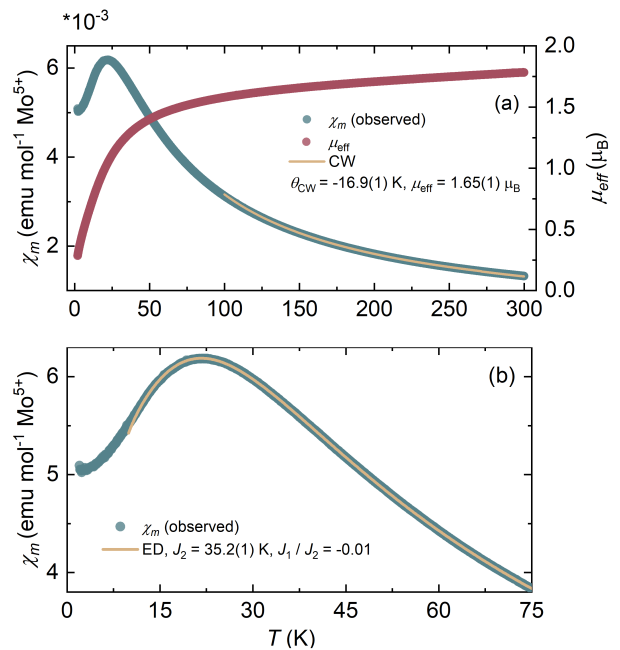 *10⁻³
6
4
2
χₘ (emu mol⁻¹ Mo⁵⁺)
2.0
1.5
1.0
0.5
0.0
μeff (μB)
(a)
χₘ (observed)
μeff
CW
θCW = -16.9(1) K, μeff = 1.65(1) μB
0 50 100 150 200 250 300
(b)
6
5
4
χₘ (emu mol⁻¹ Mo⁵⁺)
χₘ (observed)
ED, J₂ = 35.2(1) K, J₁ / J₂ = -0.01
0 15 30 45 60 75
T (K)